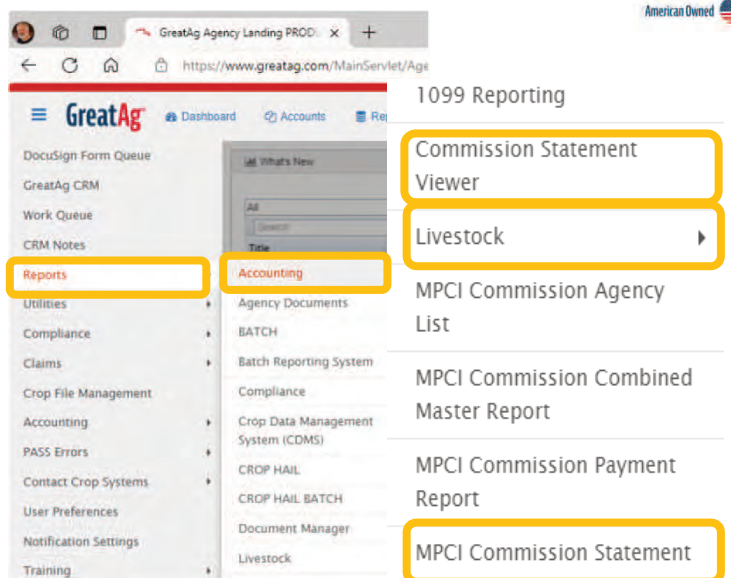 American Owned
GreatAg Agency Landing PROD
https://www.greatag.com/MainServlet/Age
GreatAg
Dashboard
Accounts
Re
DocuSign Form Queue
GreatAg CRM
Work Queue
CRM Notes
Reports
Utilities
Compliance
Claims
Crop File Management
Accounting
PASS Errors
Contact Crop Systems
User Preferences
Notification Settings
Training
What's New
All
Search
Title
Accounting
Agency Documents
BATCH
Batch Reporting System
Compliance
Crop Data Management
System (CDMS)
CROP HAIL
CROP HAIL BATCH
Document Manager
Livestock
1099 Reporting
Commission Statement
Viewer
Livestock
MPCI Commission Agency
List
MPCI Commission Combined
Master Report
MPCI Commission Payment
Report
MPCI Commission Statement